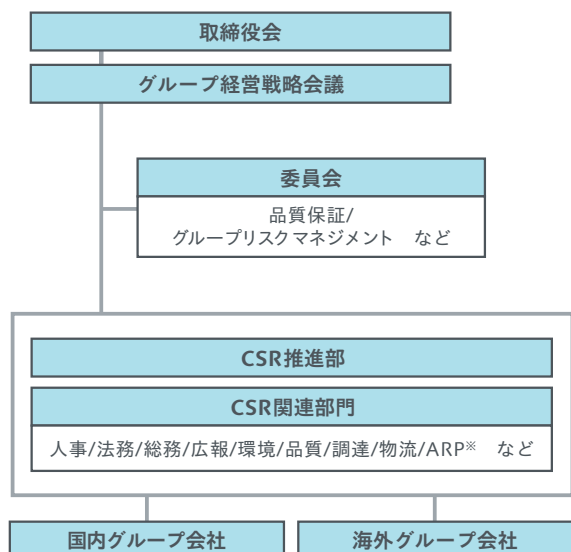 取締役会
グループ経営戦略会議
委員会
品質保証/
グループリスクマネジメント　など
CSR推進部
CSR関連部門
人事/法務/総務/広報/環境/品質/調達/物流/ARP※　など
国内グループ会社
海外グループ会社